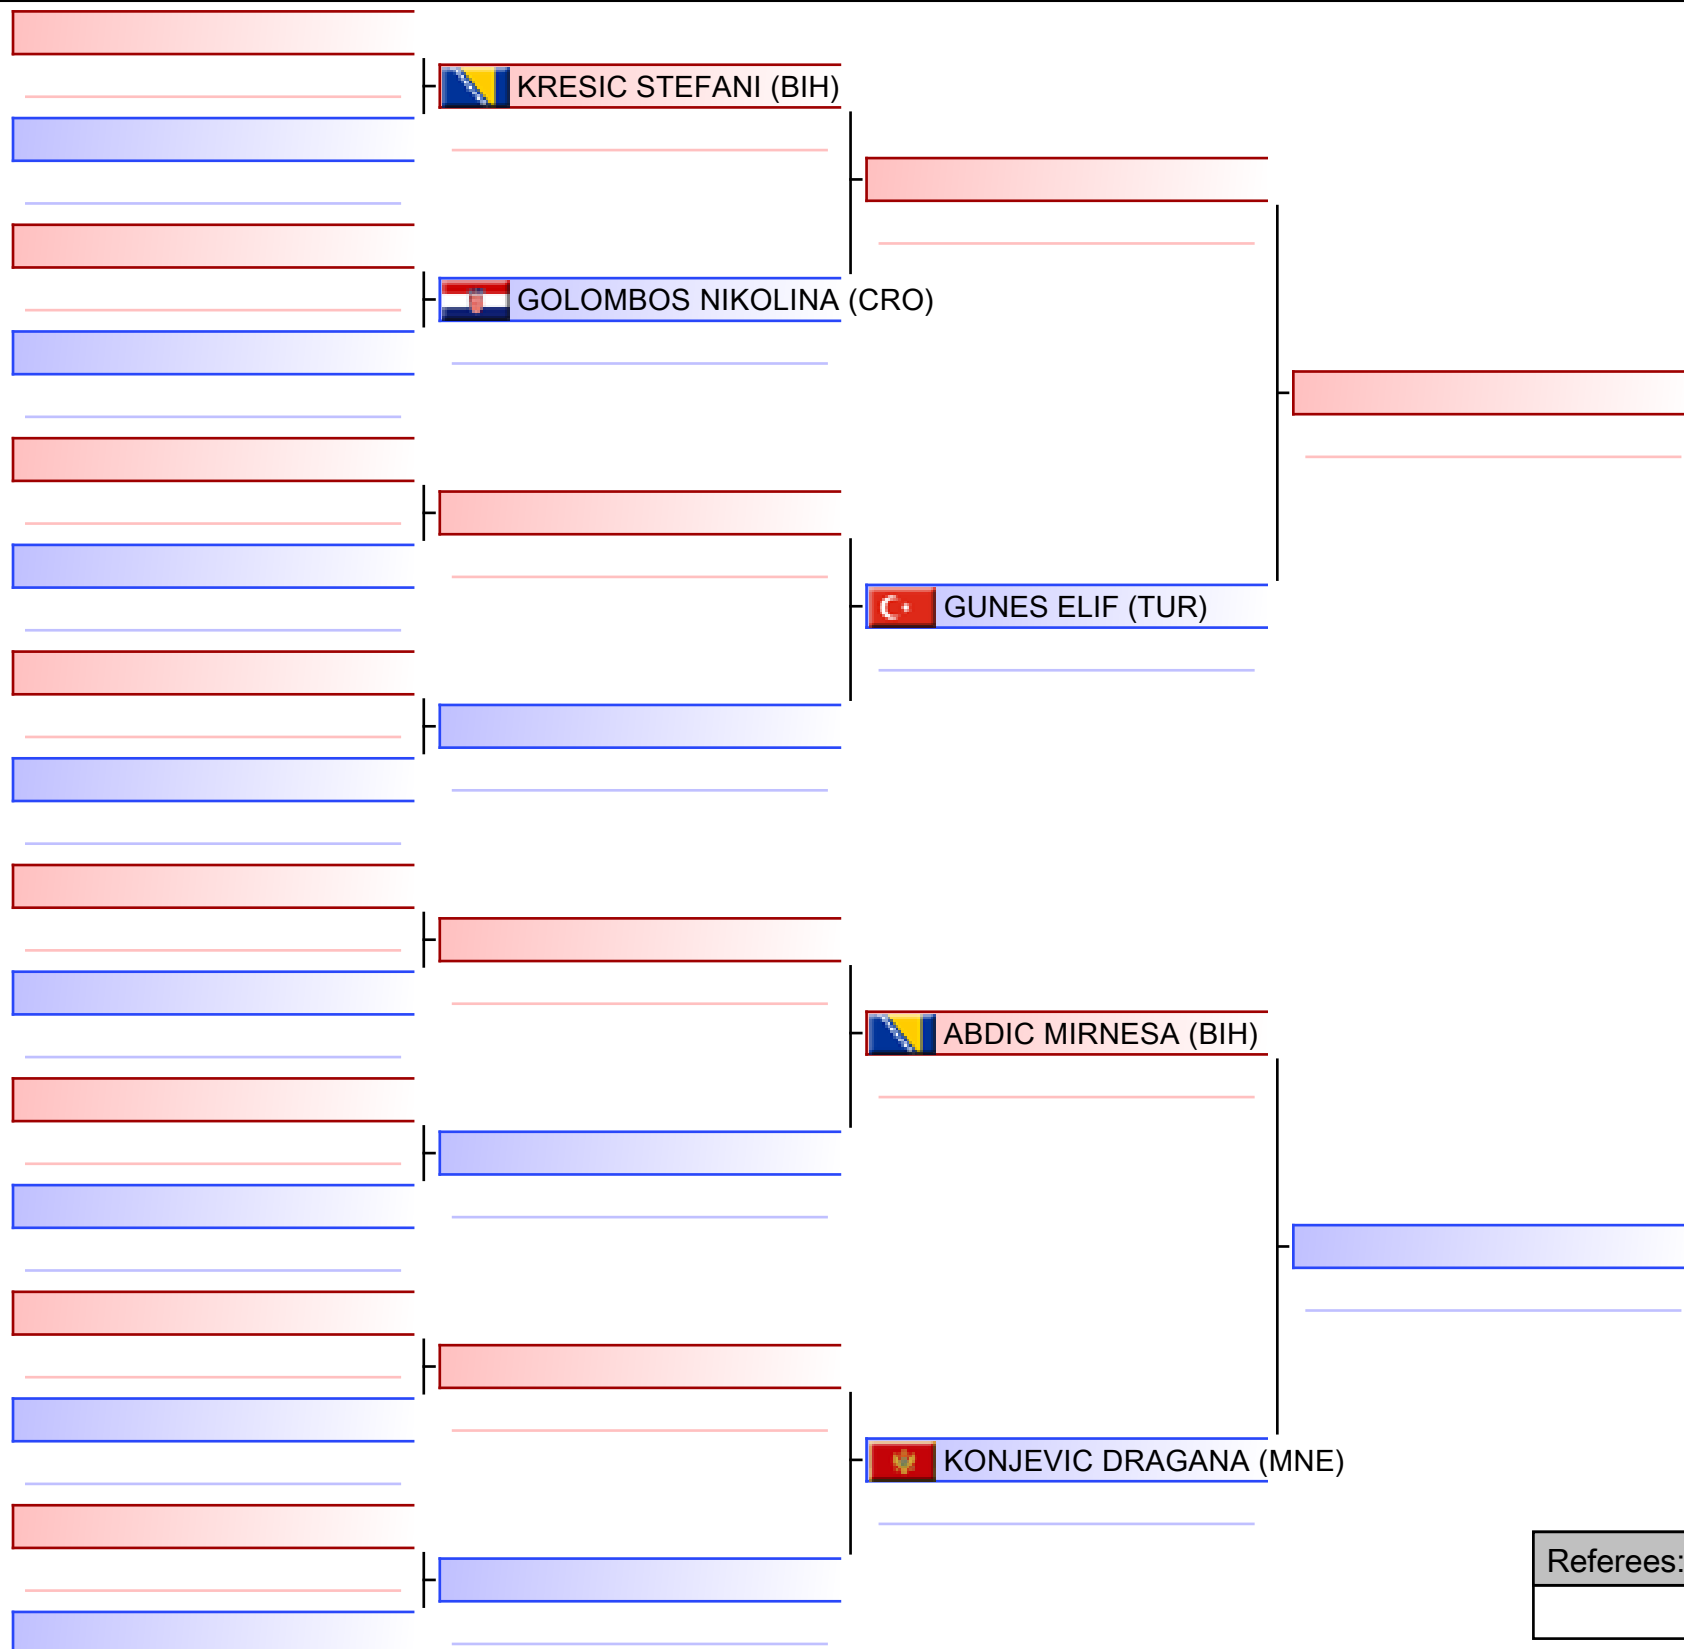 KRESIC STEFANI (BIH)
GOLOMBOS NIKOLINA (CRO)
GUNES ELIF (TUR)
ABDIC MIRNESA (BIH)
KONJEVIC DRAGANA (MNE)
Referees: